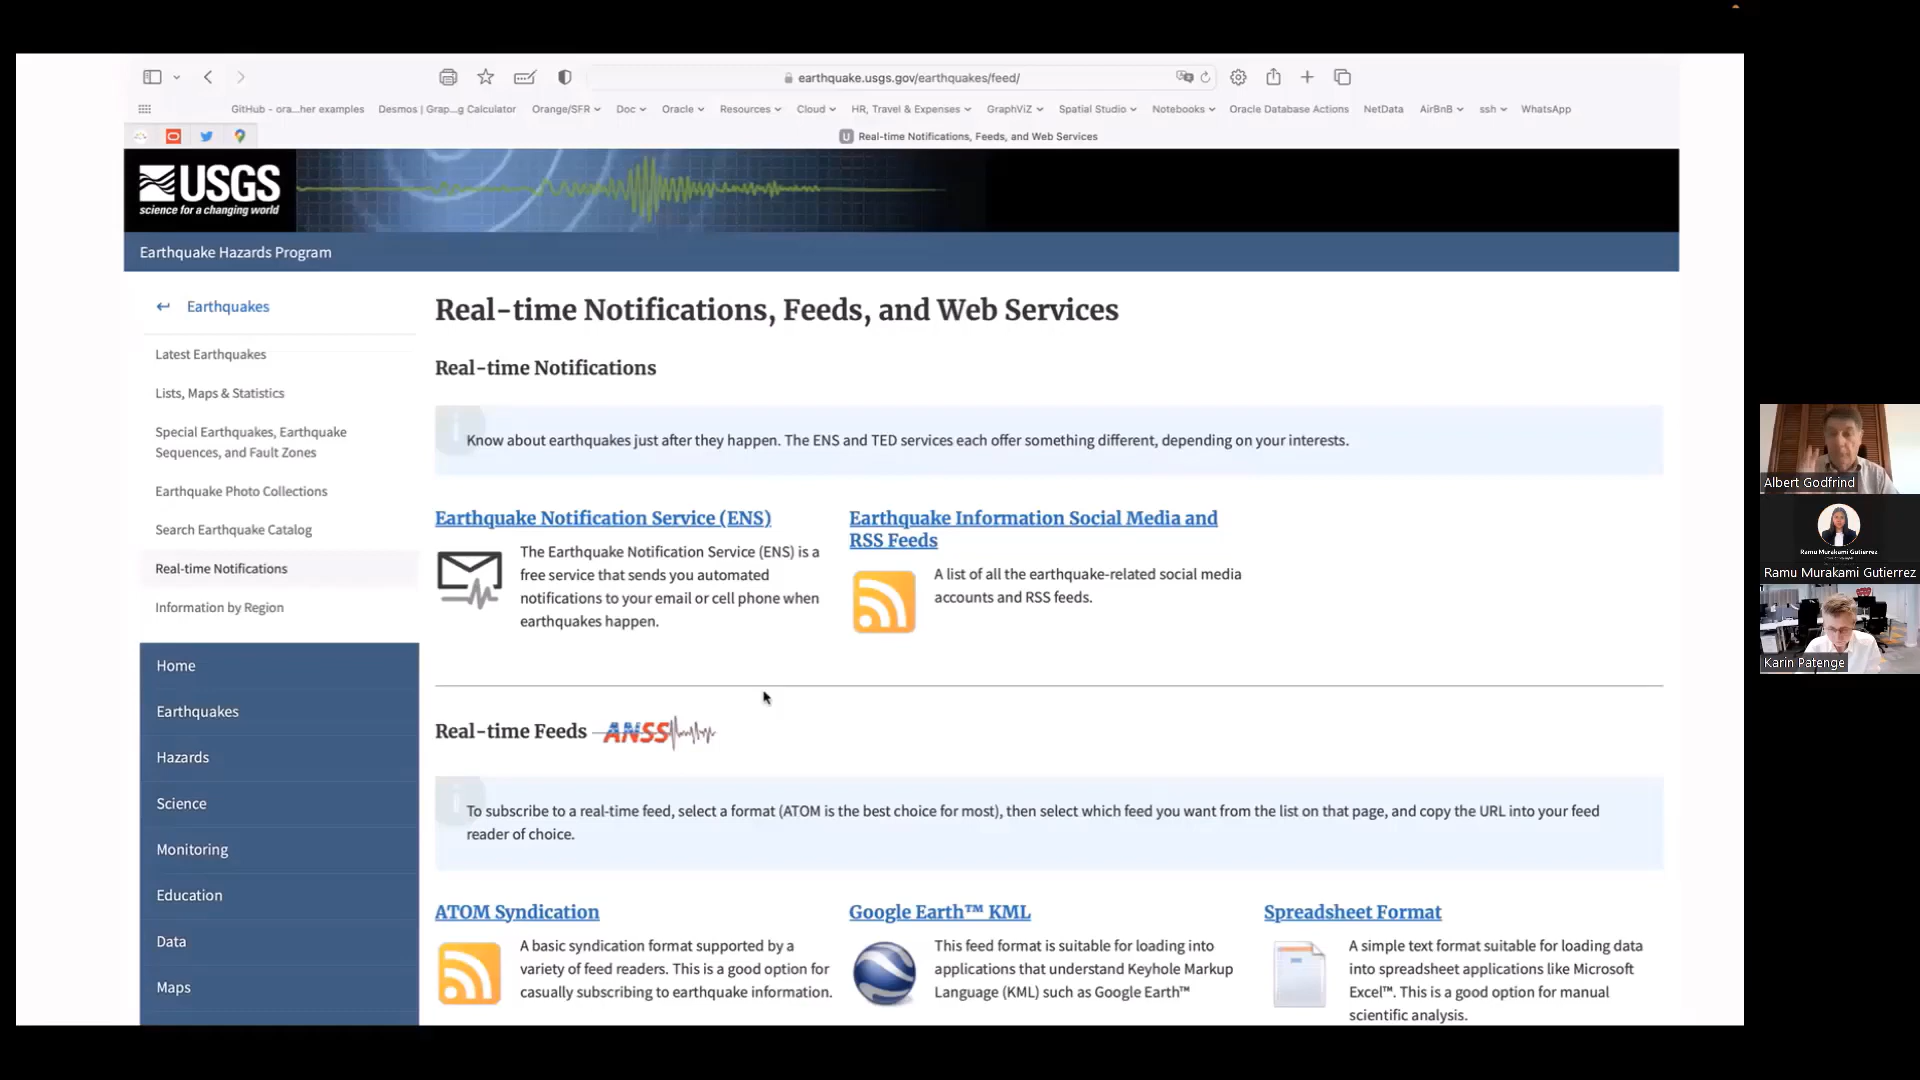 earthquake.usgs.gov/earthquakes/feed/
GitHub - ora...her examples
Desmos | Grap...g Calculator
Orange/SFR
Doc
Oracle
Resources
Cloud
HR, Travel & Expenses
GraphViZ
Spatial Studio
Notebooks
Oracle Database Actions
NetData
AirBnB
ssh
WhatsApp
U Real-time Notifications, Feeds, and Web Services
USGS
science for a changing world
Earthquake Hazards Program
Earthquakes
Latest Earthquakes
Lists, Maps & Statistics
Special Earthquakes, Earthquake
Sequences, and Fault Zones
Earthquake Photo Collections
Search Earthquake Catalog
Real-time Notifications
Information by Region
Home
Earthquakes
Hazards
Science
Monitoring
Education
Data
Maps
Real-time Notifications, Feeds, and Web Services
Real-time Notifications
Know about earthquakes just after they happen. The ENS and TED services each offer something different, depending on your interests.
Earthquake Notification Service (ENS)
The Earthquake Notification Service (ENS) is a
free service that sends you automated
notifications to your email or cell phone when
earthquakes happen.
Earthquake Information Social Media and
RSS Feeds
A list of all the earthquake-related social media
accounts and RSS feeds.
Real-time Feeds
ANSS
To subscribe to a real-time feed, select a format (ATOM is the best choice for most), then select which feed you want from the list on that page, and copy the URL into your feed
reader of choice.
ATOM Syndication
A basic syndication format supported by a
variety of feed readers. This is a good option for
casually subscribing to earthquake information.
Google Earth™ KML
This feed format is suitable for loading into
applications that understand Keyhole Markup
Language (KML) such as Google Earth™
Spreadsheet Format
A simple text format suitable for loading data
into spreadsheet applications like Microsoft
Excel™. This is a good option for manual
scientific analysis.
Albert Godfrind
Ramu Murakami Gutierrez
Ramu Murakami Gutierrez
Karin Patenge